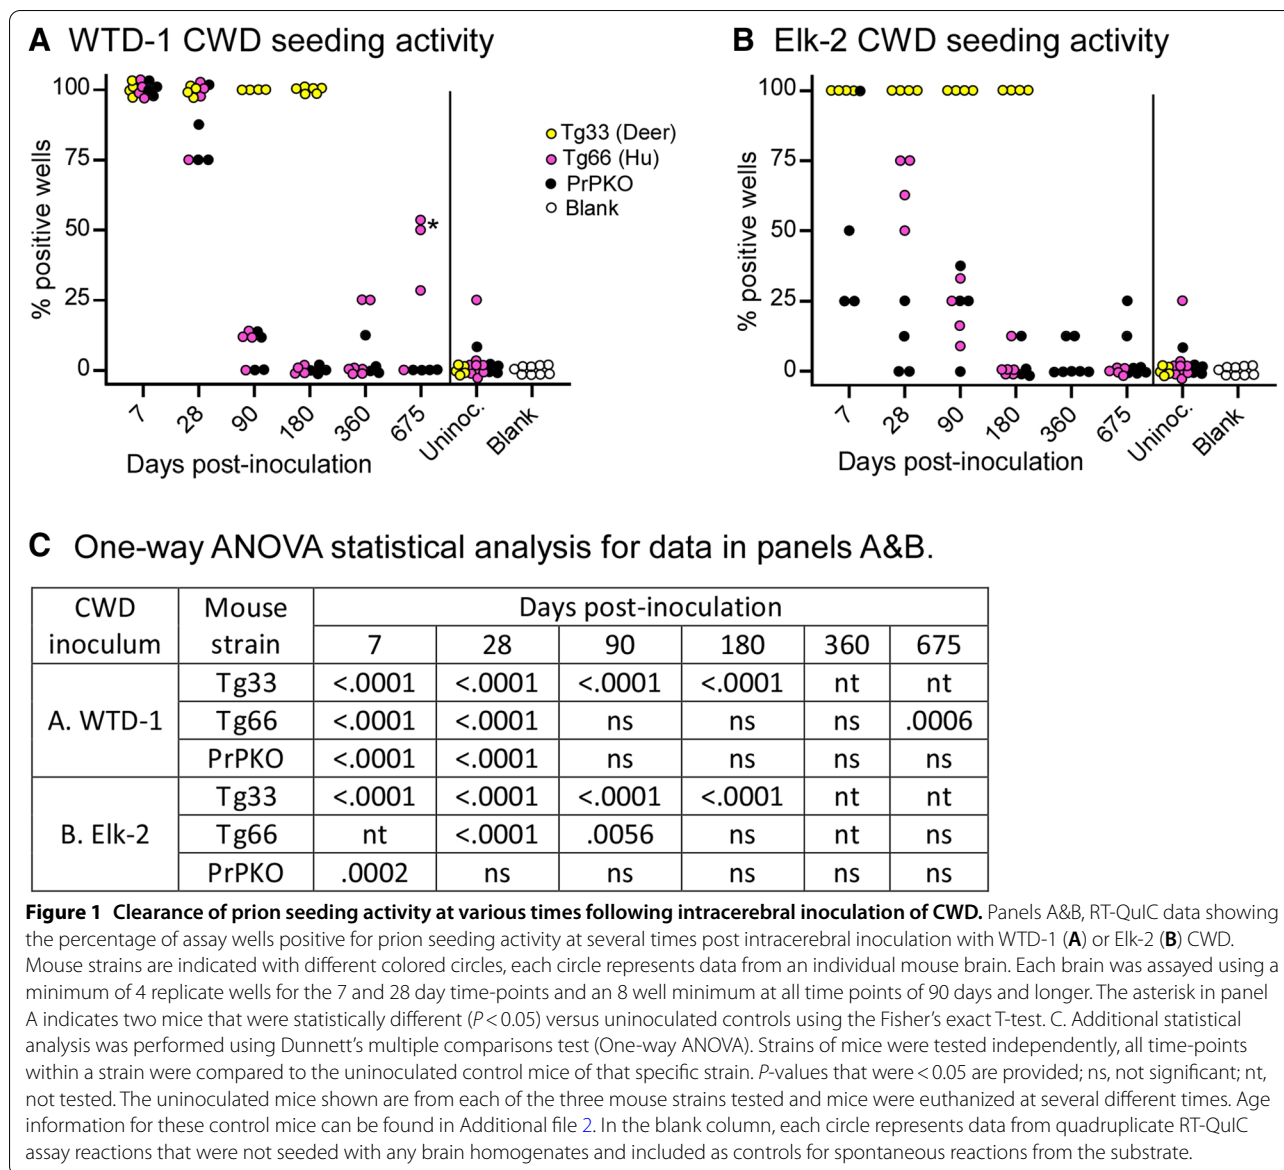 A WTD-1 CWD seeding activity
% positive wells
100
75
50
25
0
7
28
90
180
360
675
Uninoc.
Blank
Days post-inoculation
*
Tg33 (Deer)
Tg66 (Hu)
PrPKO
Blank
B Elk-2 CWD seeding activity
% positive wells
100
75
50
25
0
7
28
90
180
360
675
Uninoc.
Blank
Days post-inoculation
C One-way ANOVA statistical analysis for data in panels A&B.
CWD inoculum Mouse strain Days post-inoculation
7 28 90 180 360 675
A. WTD-1 Tg33 <.0001 <.0001 <.0001 <.0001 nt nt
Tg66 <.0001 <.0001 ns ns ns .0006
PrPKO <.0001 <.0001 ns ns ns ns
B. Elk-2 Tg33 <.0001 <.0001 <.0001 <.0001 nt nt
Tg66 nt <.0001 .0056 ns nt ns
PrPKO .0002 ns ns ns ns ns
Figure 1 Clearance of prion seeding activity at various times following intracerebral inoculation of CWD. Panels A&B, RT-QuIC data showing
the percentage of assay wells positive for prion seeding activity at several times post intracerebral inoculation with WTD-1 (A) or Elk-2 (B) CWD.
Mouse strains are indicated with different colored circles, each circle represents data from an individual mouse brain. Each brain was assayed using a
minimum of 4 replicate wells for the 7 and 28 day time-points and an 8 well minimum at all time points of 90 days and longer. The asterisk in panel
A indicates two mice that were statistically different (P < 0.05) versus uninoculated controls using the Fisher's exact T-test. C. Additional statistical
analysis was performed using Dunnett's multiple comparisons test (One-way ANOVA). Strains of mice were tested independently, all time-points
within a strain were compared to the uninoculated control mice of that specific strain. P-values that were < 0.05 are provided; ns, not significant; nt,
not tested. The uninoculated mice shown are from each of the three mouse strains tested and mice were euthanized at several different times. Age
information for these control mice can be found in Additional file 2. In the blank column, each circle represents data from quadruplicate RT-QuIC
assay reactions that were not seeded with any brain homogenates and included as controls for spontaneous reactions from the substrate.